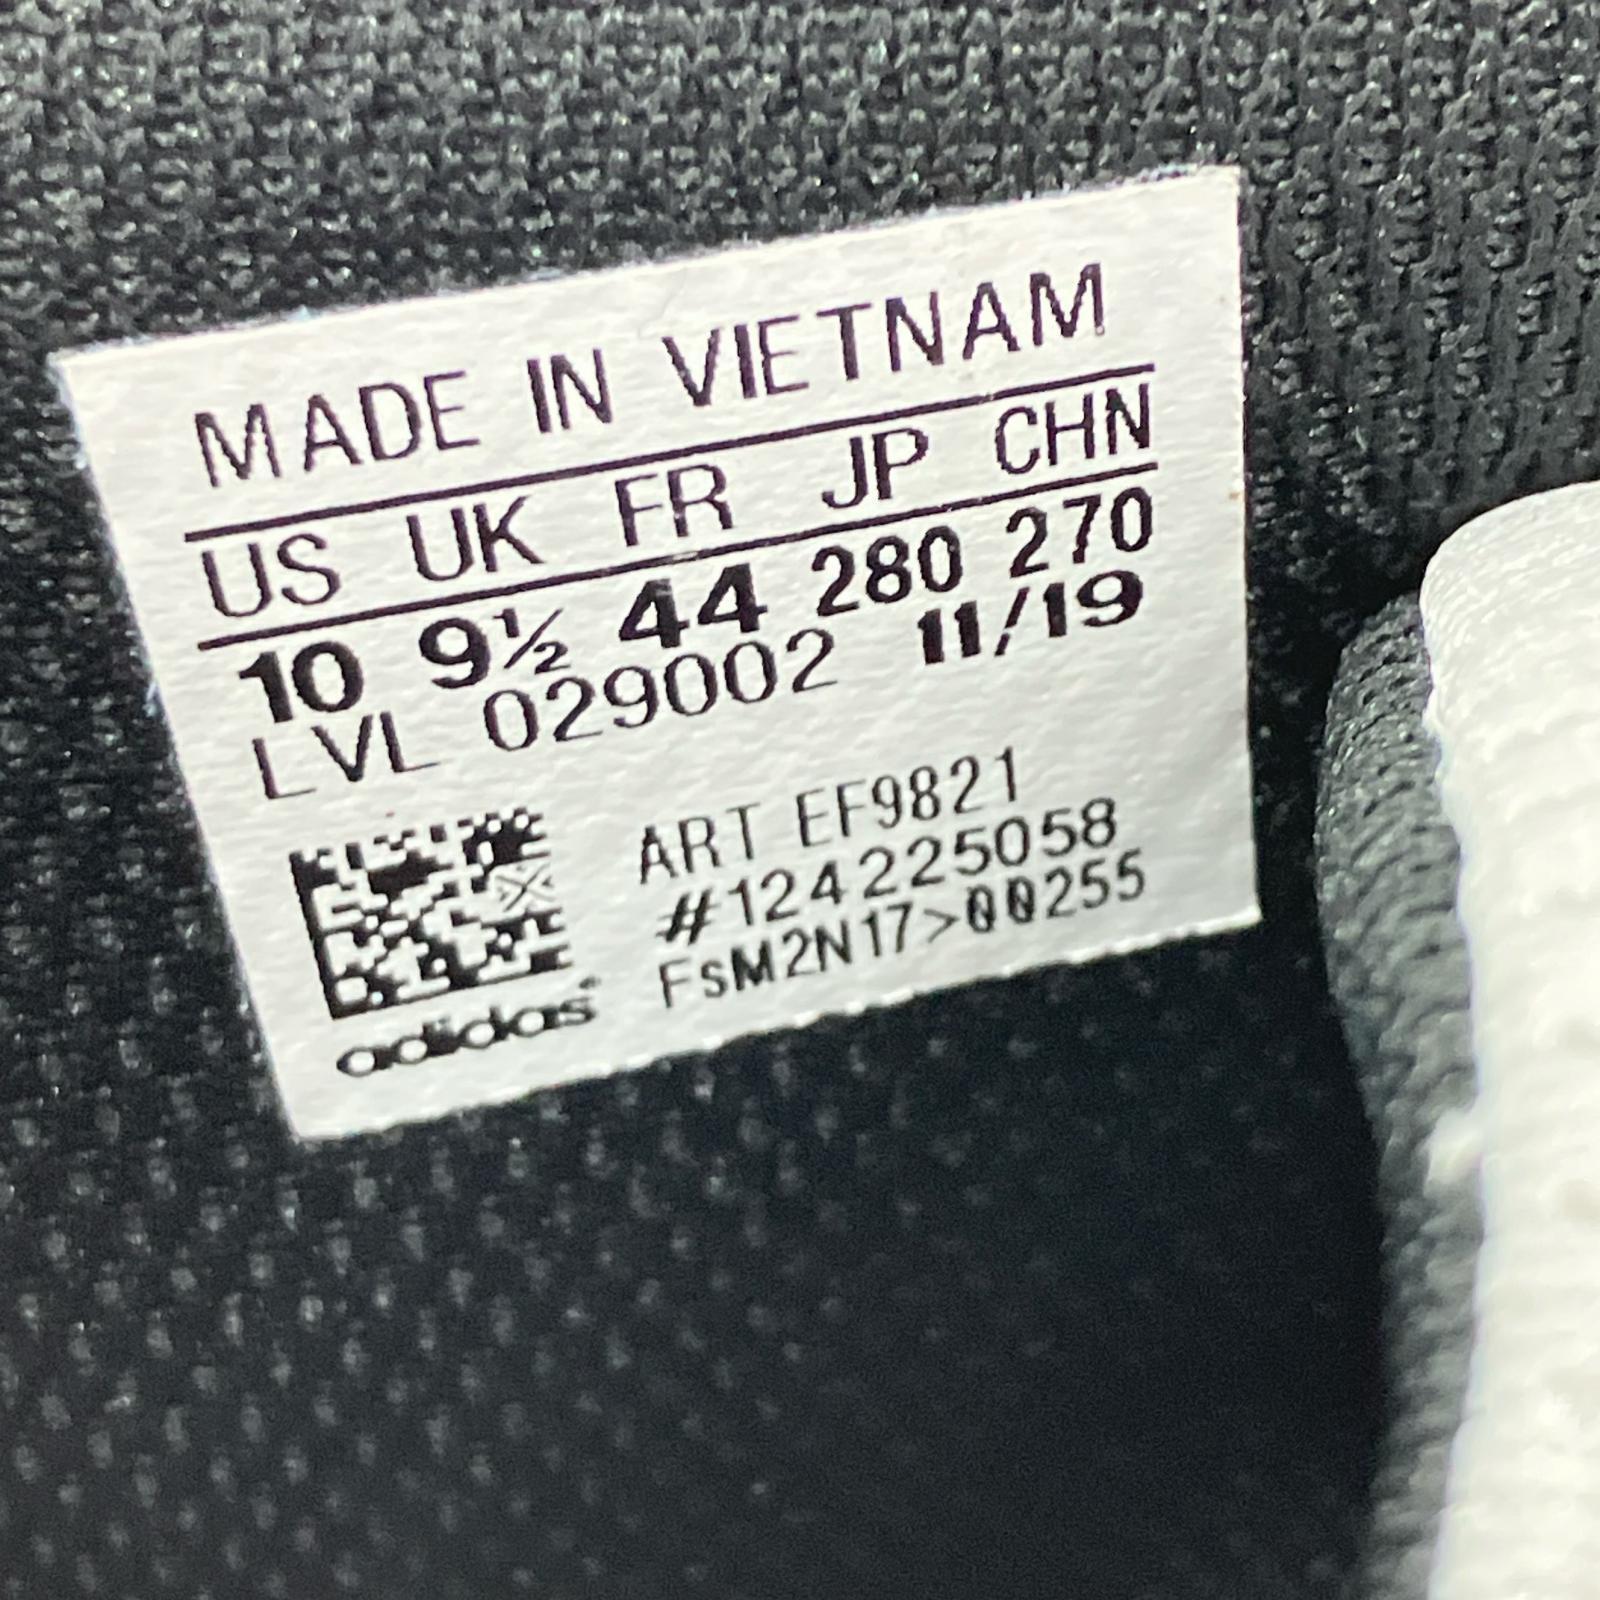 MADE IN VIETNAM
US UK FR JP CHN
10 9½ 44 280 270
LVL 029002 11/19
ART EF9821
#124225058
FSM2N17>00255
adidas®